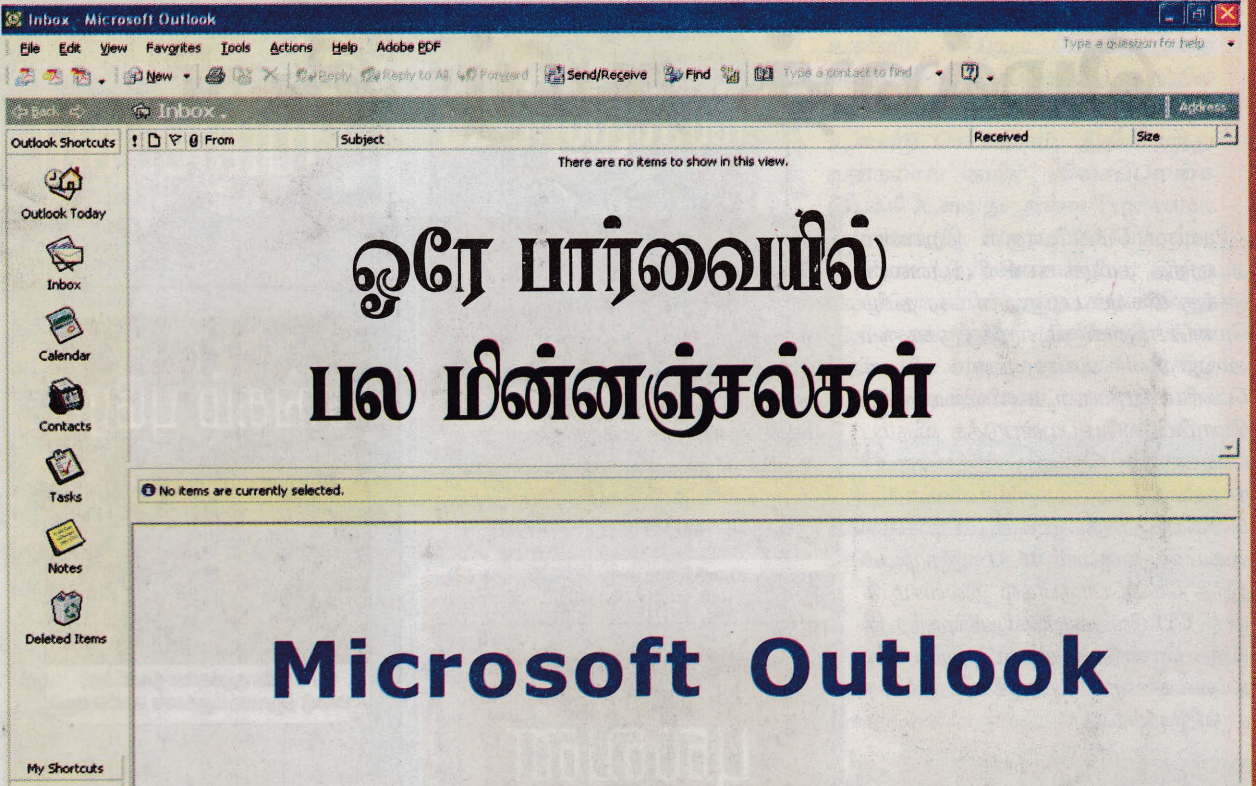 Inbox - Microsoft Outlook
File Edit View Favorites Tools Actions Help Adobe PDF Type a question for help
New Reply Reply to All Forward Send/Receive Find Type a contact to find
Back Inbox . Address
Outlook Shortcuts ! From Subject Received Size
There are no items to show in this view.
Outlook Today
Inbox
Calendar
Contacts
Tasks
Notes
Deleted Items
My Shortcuts
ஒரே பார்வையில்
பல மின்னஞ்சல்கள்
No items are currently selected.
Microsoft Outlook